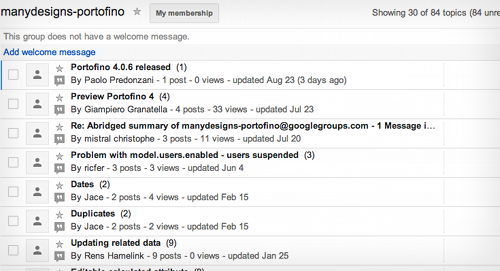 manydesigns-portofino My membership Showing 30 of 84 topics (84 unre
This group does not have a welcome message.
Add welcome message
Portofino 4.0.6 released (1)
By Paolo Predonzani - 1 post - 0 views - updated Aug 23 (3 days ago)
Preview Portofino 4 (4)
By Giampiero Granatella - 4 posts - 33 views - updated Jul 23
Re: Abridged summary of manydesigns-portofino@googlegroups.com - 1 Message i…
By mistral christophe - 3 posts - 11 views - updated Jul 20
Problem with model.users.enabled - users suspended (3)
By ricfer - 3 posts - 3 views - updated Jun 4
Dates (2)
By Jace - 2 posts - 4 views - updated Feb 15
Duplicates (2)
By Jace - 2 posts - 2 views - updated Feb 15
Updating related data (9)
By Rens Hamelink - 9 posts - 0 views - updated Jan 25
Editable calculated attribute (9)